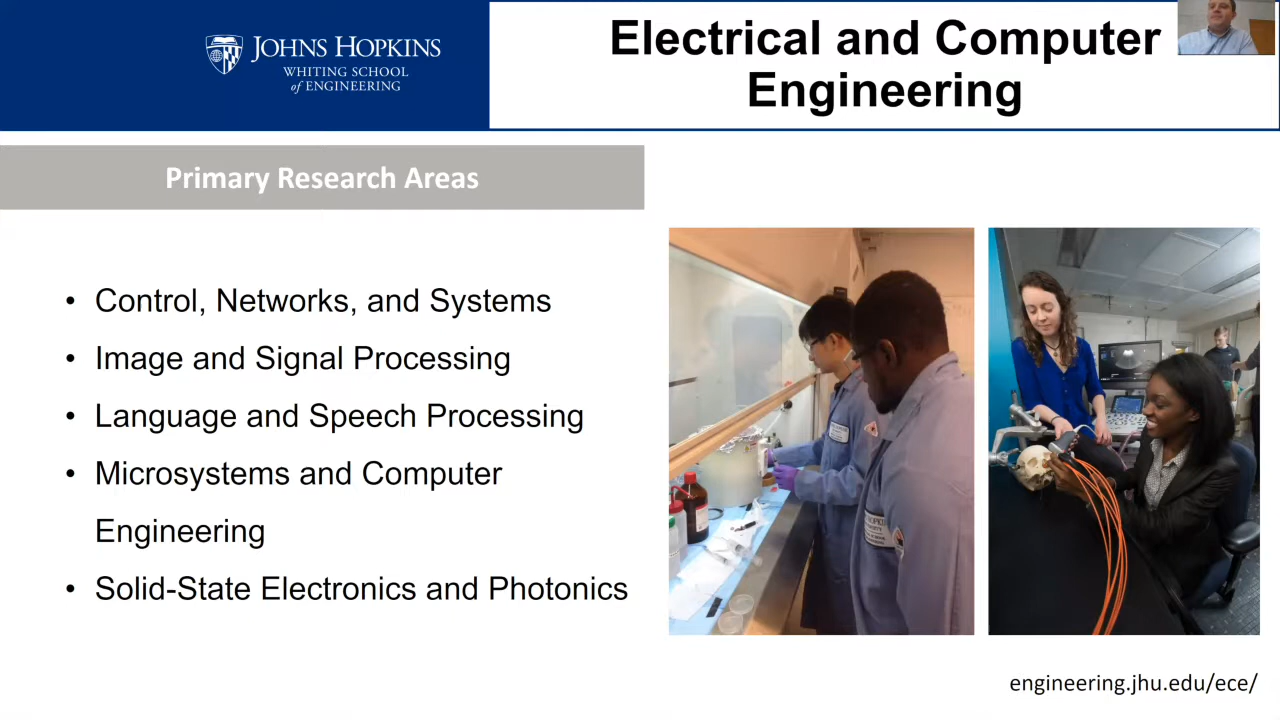 JOHNS HOPKINS
WHITING SCHOOL
of ENGINEERING
Electrical and Computer
Engineering
Primary Research Areas
• Control, Networks, and Systems
• Image and Signal Processing
• Language and Speech Processing
• Microsystems and Computer
Engineering
• Solid-State Electronics and Photonics
engineering.jhu.edu/ece/